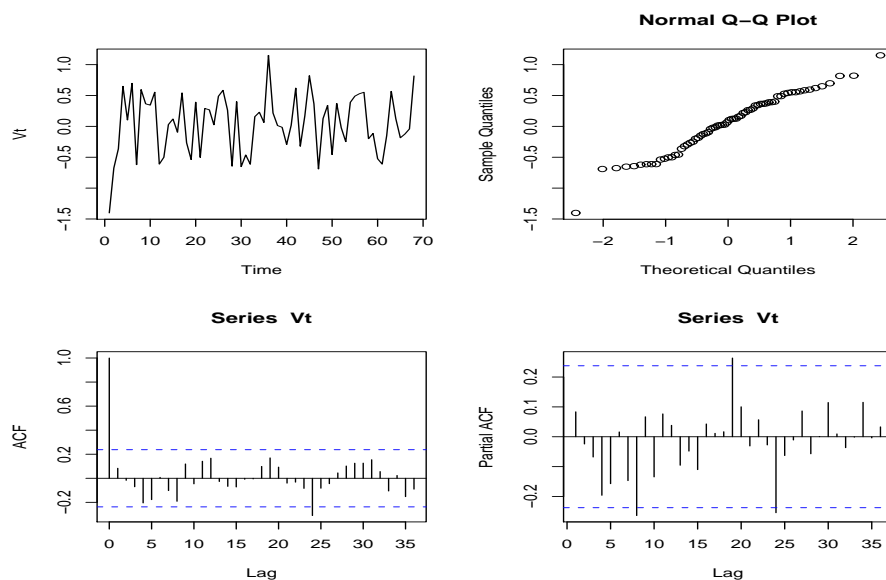 Vt
1.0
0.5
0.0
−0.5
−1.5
0 10 20 30 40 50 60 70
Time
Normal Q−Q Plot
Sample Quantiles
1.0
0.5
0.0
−0.5
−1.5
−2 −1 0 1 2
Theoretical Quantiles
Series Vt
ACF
1.0
0.6
0.2
−0.2
0 5 10 15 20 25 30 35
Lag
Series Vt
Partial ACF
0.2
0.1
0.0
−0.2
0 5 10 15 20 25 30 35
Lag